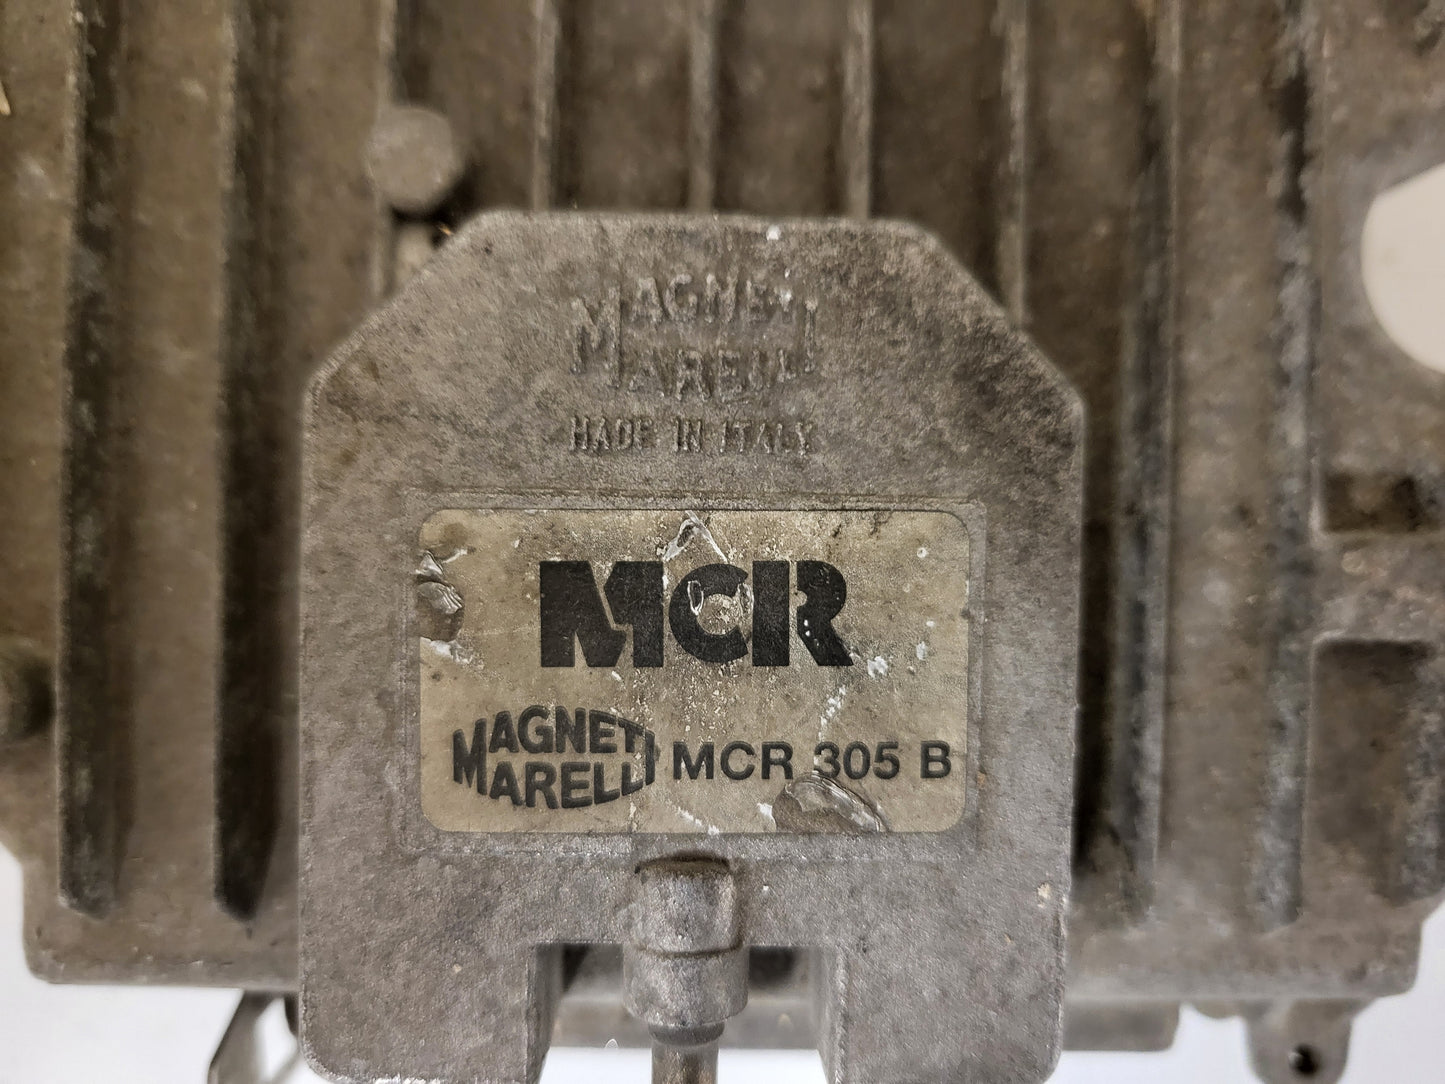 MAGNETI
MARELLI
MADE IN ITALY
MCR
MAGNETI
MARELLI
MCR 305 B